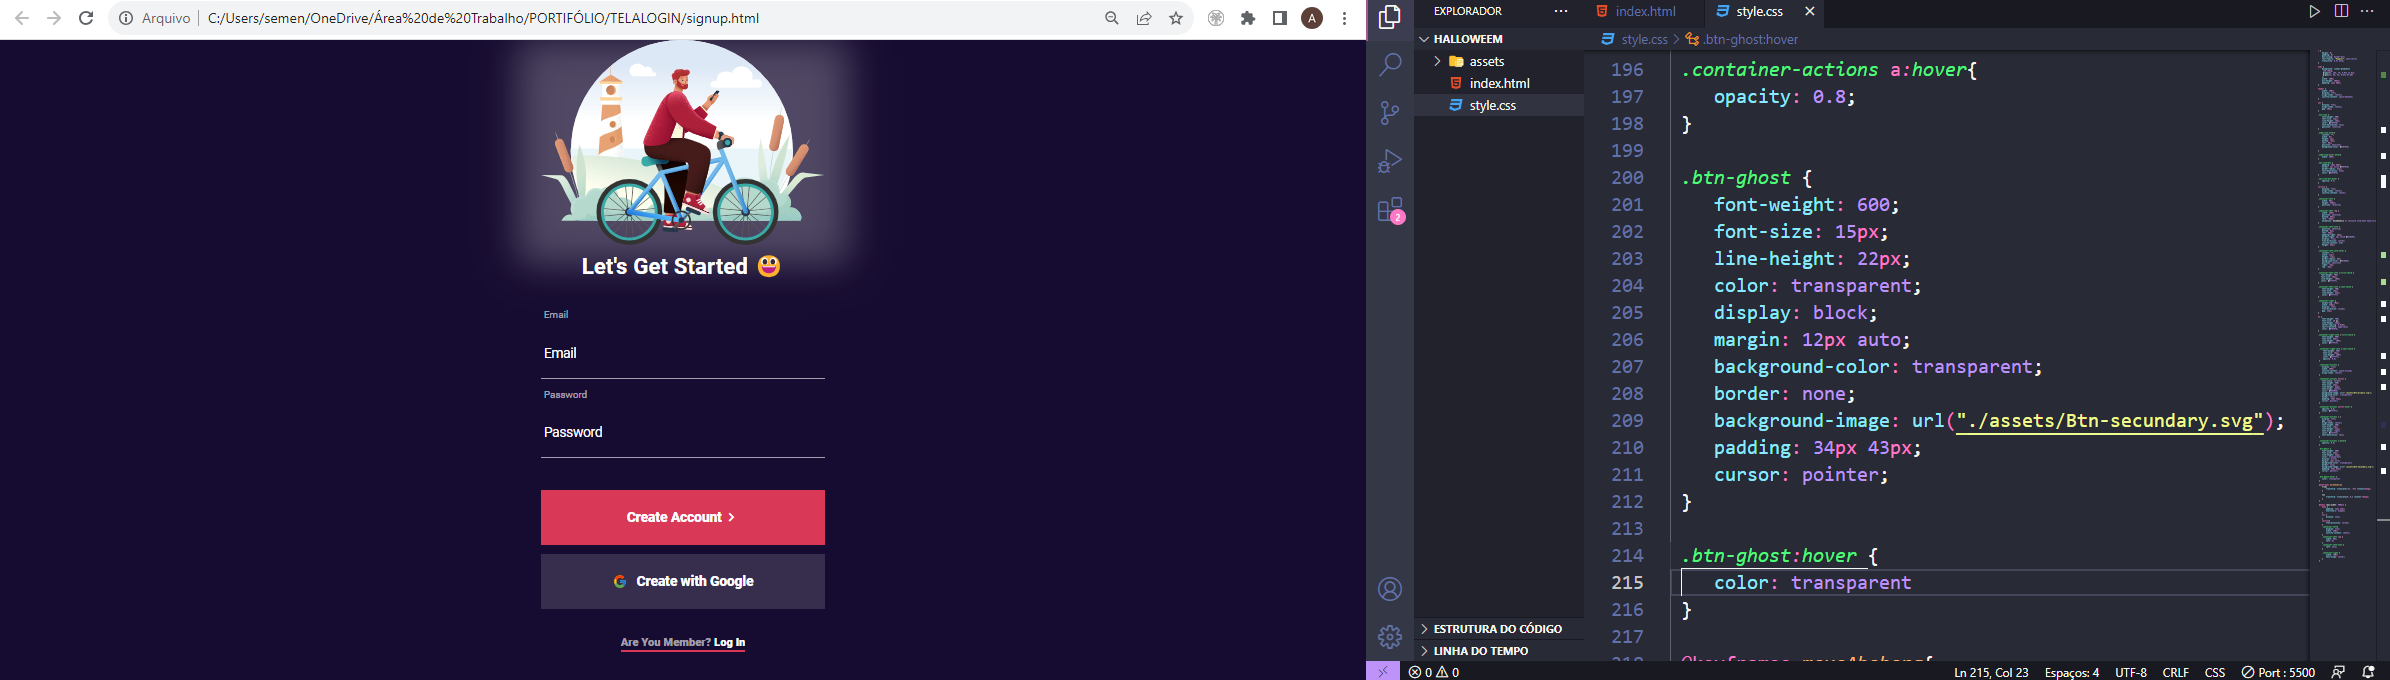 Arquivo | C:/Users/semen/OneDrive/Área%20de%20Trabalho/PORTIFÓLIO/TELALOGIN/signup.html
A
Let's Get Started
Email
Email
Password
Password
Create Account >
G Create with Google
Are You Member? Log In
EXPLORADOR ···
HALLOWEEM
assets
index.html
style.css
2
ESTRUTURA DO CÓDIGO
LINHA DO TEMPO
index.html
style.css
style.css > .btn-ghost:hover
196 .container-actions a:hover{
197 opacity: 0.8;
198 }
199
200 .btn-ghost {
201 font-weight: 600;
202 font-size: 15px;
203 line-height: 22px;
204 color: transparent;
205 display: block;
206 margin: 12px auto;
207 background-color: transparent;
208 border: none;
209 background-image: url("./assets/Btn-secundary.svg");
210 padding: 34px 43px;
211 cursor: pointer;
212 }
213
214 .btn-ghost:hover {
215 color: transparent
216 }
217
0 0
Ln 215, Col 23 Espaços: 4 UTF-8 CRLF CSS Port : 5500